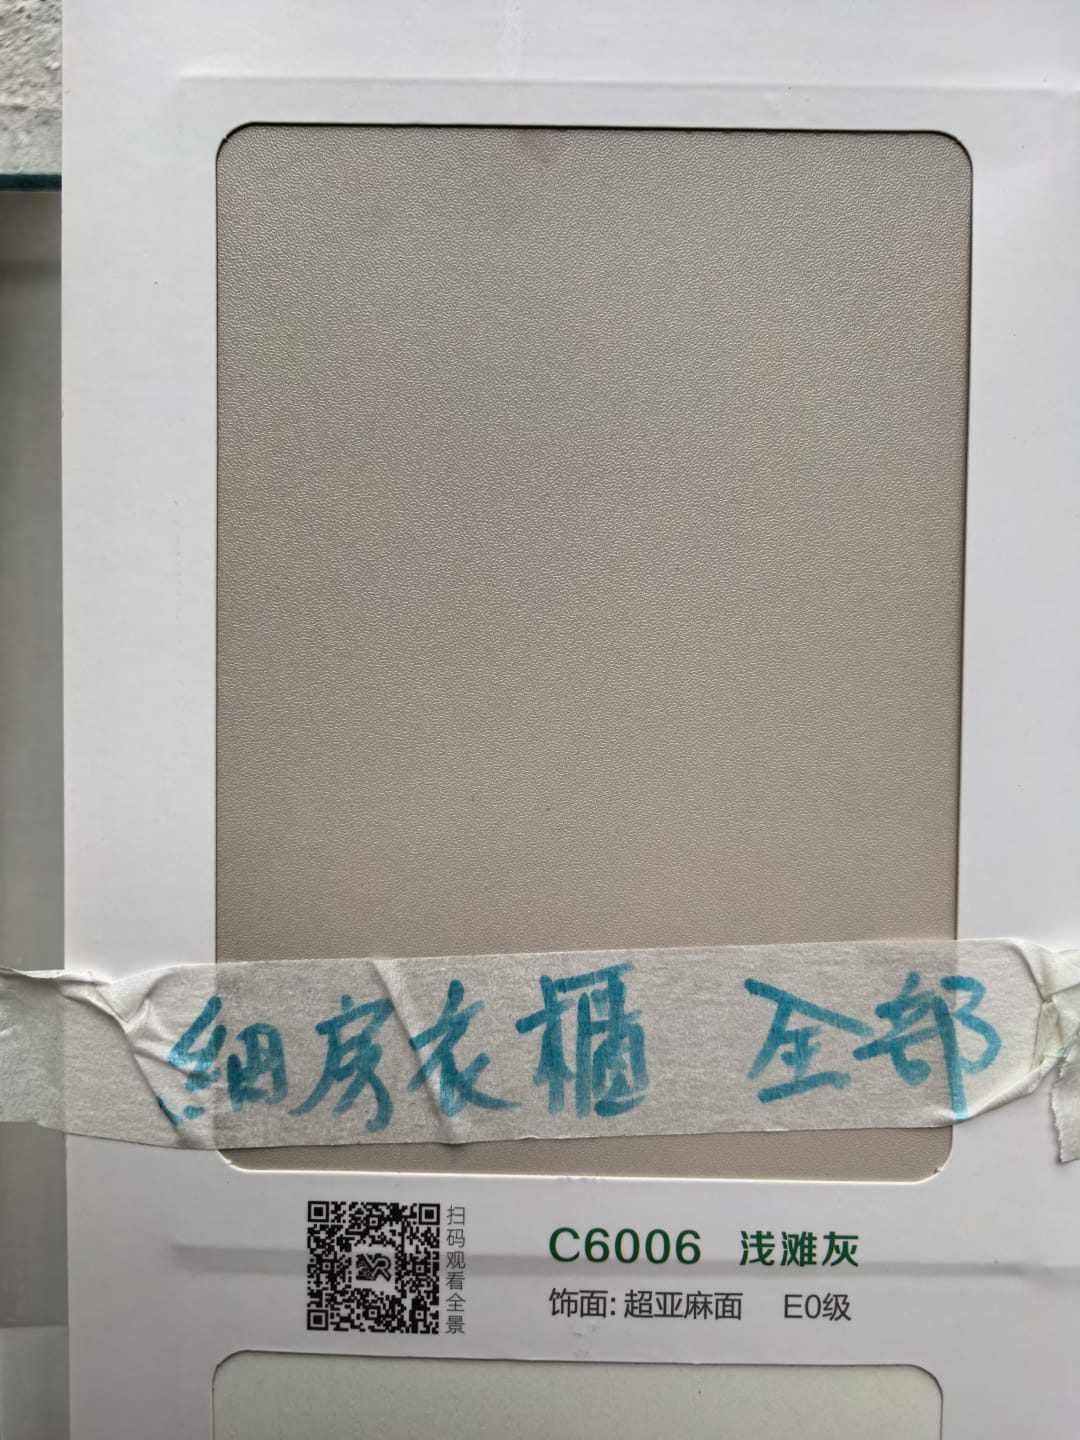 細房衣櫃 全部
扫码观看全景
C6006 浅滩灰
饰面: 超亚麻面 E0级